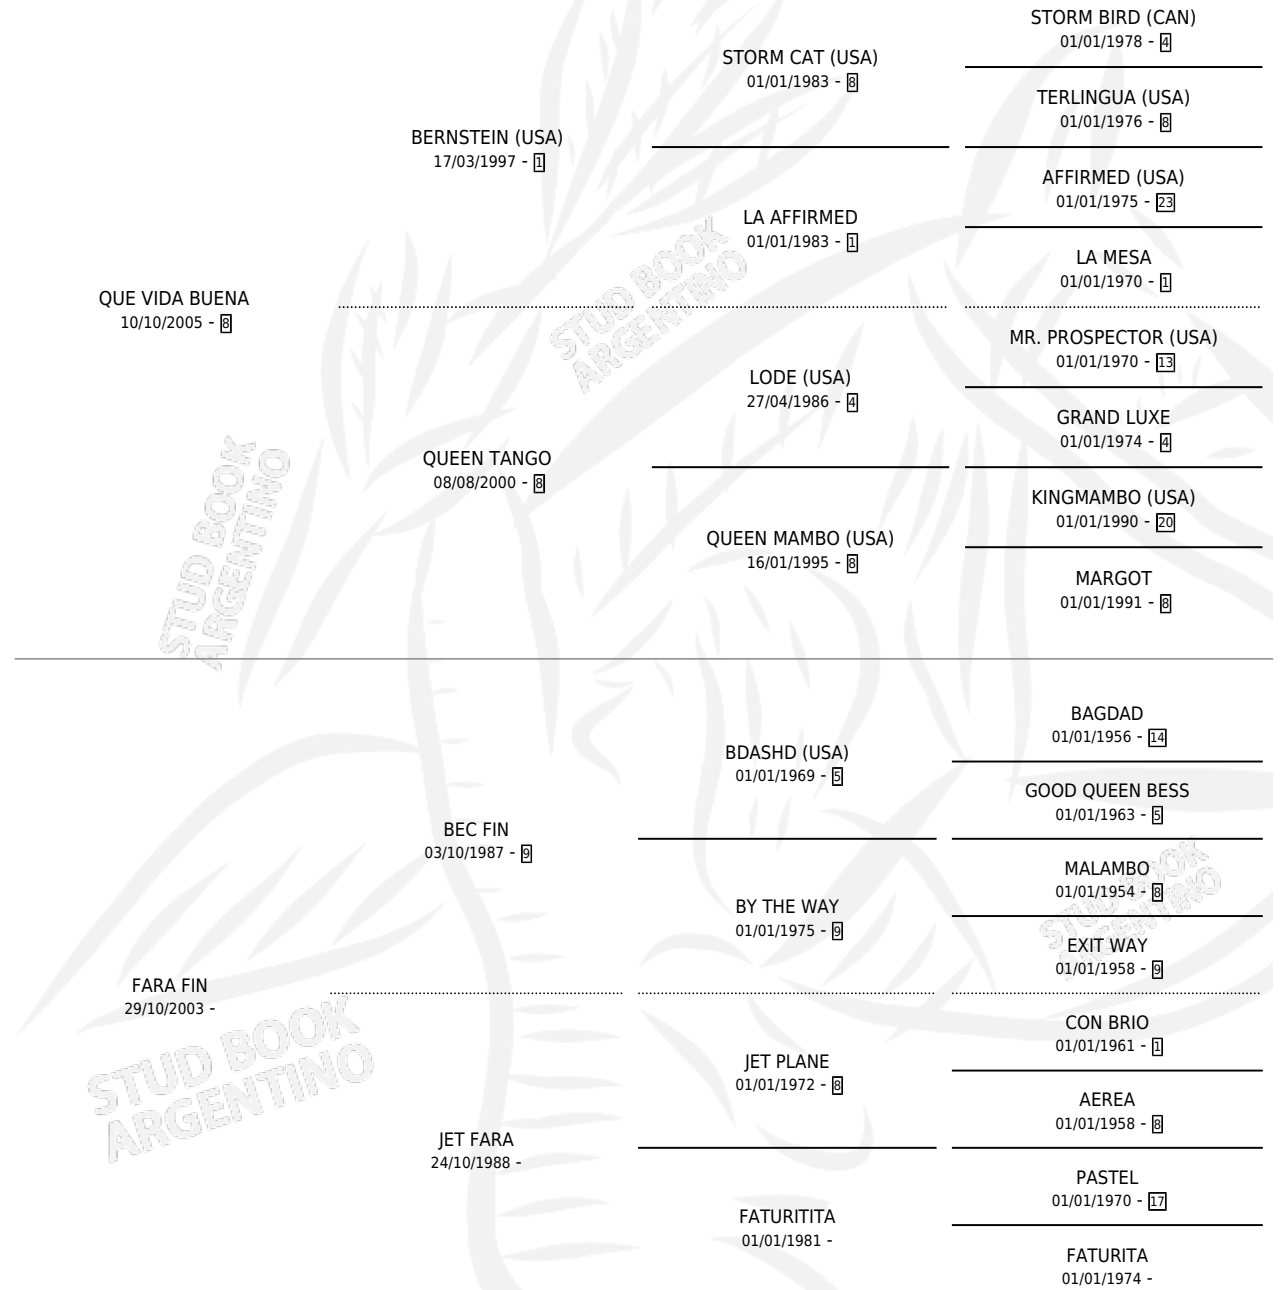 STORM BIRD (CAN)
01/01/1978 - 4
STORM CAT (USA)
01/01/1983 - 8
TERLINGUA (USA)
01/01/1976 - 8
BERNSTEIN (USA)
17/03/1997 - 1
AFFIRMED (USA)
01/01/1975 - 23
LA AFFIRMED
01/01/1983 - 1
LA MESA
01/01/1970 - 1
QUE VIDA BUENA
10/10/2005 - 8
MR. PROSPECTOR (USA)
01/01/1970 - 13
LODE (USA)
27/04/1986 - 4
GRAND LUXE
01/01/1974 - 4
QUEEN TANGO
08/08/2000 - 8
KINGMAMBO (USA)
01/01/1990 - 20
QUEEN MAMBO (USA)
16/01/1995 - 8
MARGOT
01/01/1991 - 8
BAGDAD
01/01/1956 - 14
BDASHD (USA)
01/01/1969 - 5
GOOD QUEEN BESS
01/01/1963 - 5
BEC FIN
03/10/1987 - 9
MALAMBO
01/01/1954 - 8
BY THE WAY
01/01/1975 - 9
EXIT WAY
01/01/1958 - 9
FARA FIN
29/10/2003 -
CON BRIO
01/01/1961 - 1
JET PLANE
01/01/1972 - 8
AEREA
01/01/1958 - 8
JET FARA
24/10/1988 -
PASTEL
01/01/1970 - 17
FATURITITA
01/01/1981 -
FATURITA
01/01/1974 -
STUD BOOK
ARGENTINO
STUD BOOK
ARGENTINO
STUD BOOK
ARGENTINO
STUD BOOK
ARGENTINO